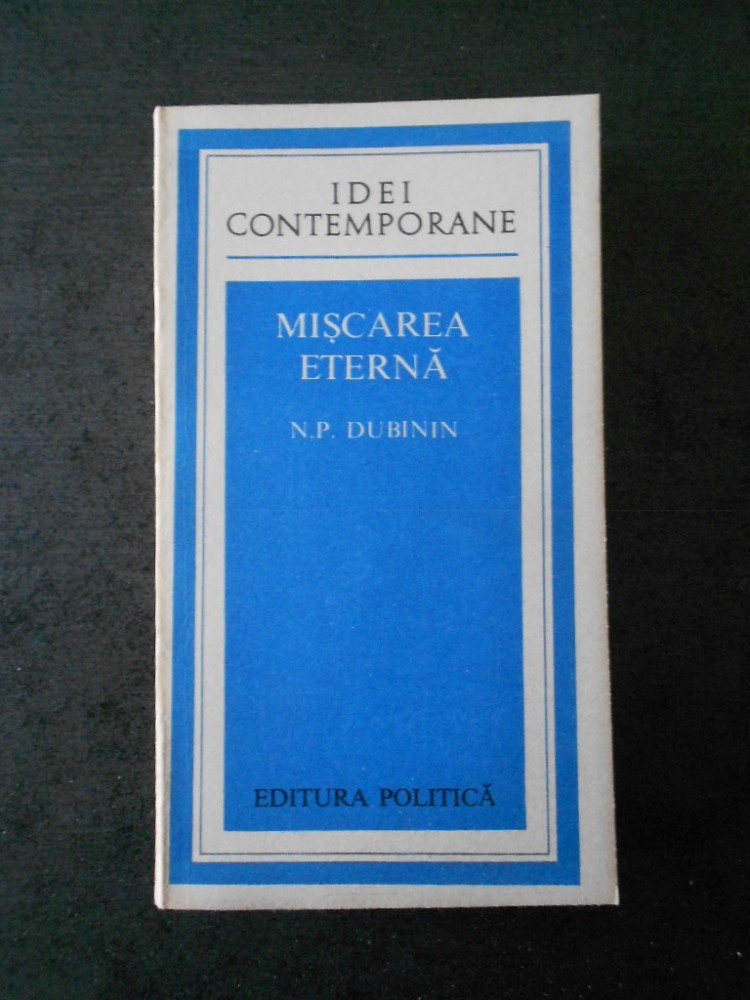 IDEI
CONTEMPORANE
MIȘCAREA
ETERNĂ
N.P. DUBININ
EDITURA POLITICĂ